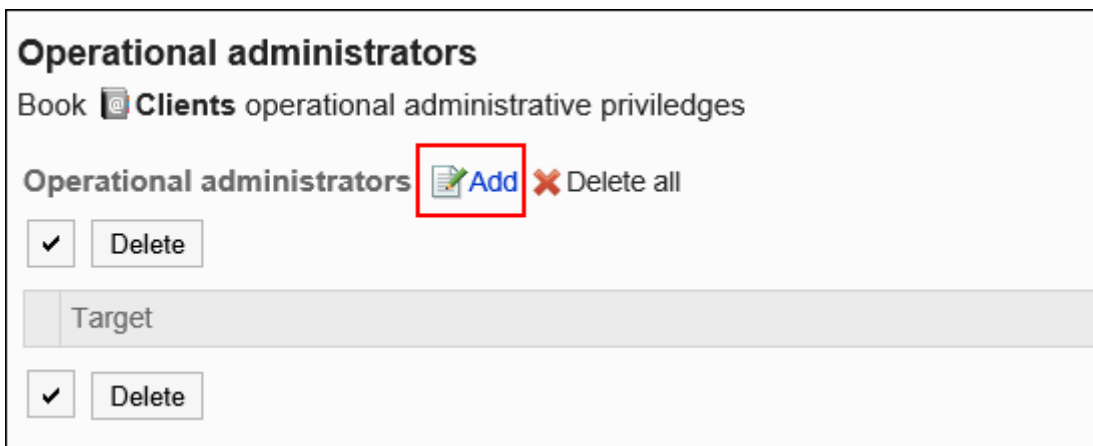 Operational administrators
Book Clients operational administrative priviledges
Operational administrators Add Delete all
Delete
Target
Delete